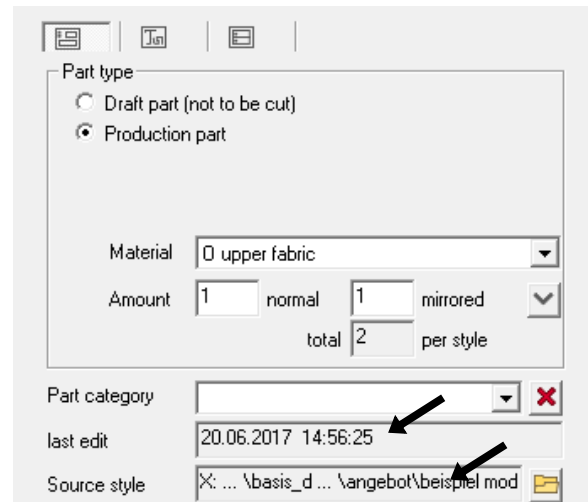 Part type
Draft part (not to be cut)
Production part
Material O upper fabric
Amount 1 normal 1 mirrored
total 2 per style
Part category
last edit 20.06.2017 14:56:25
Source style X: ... \basis_d ... \angebot\beispiel mod